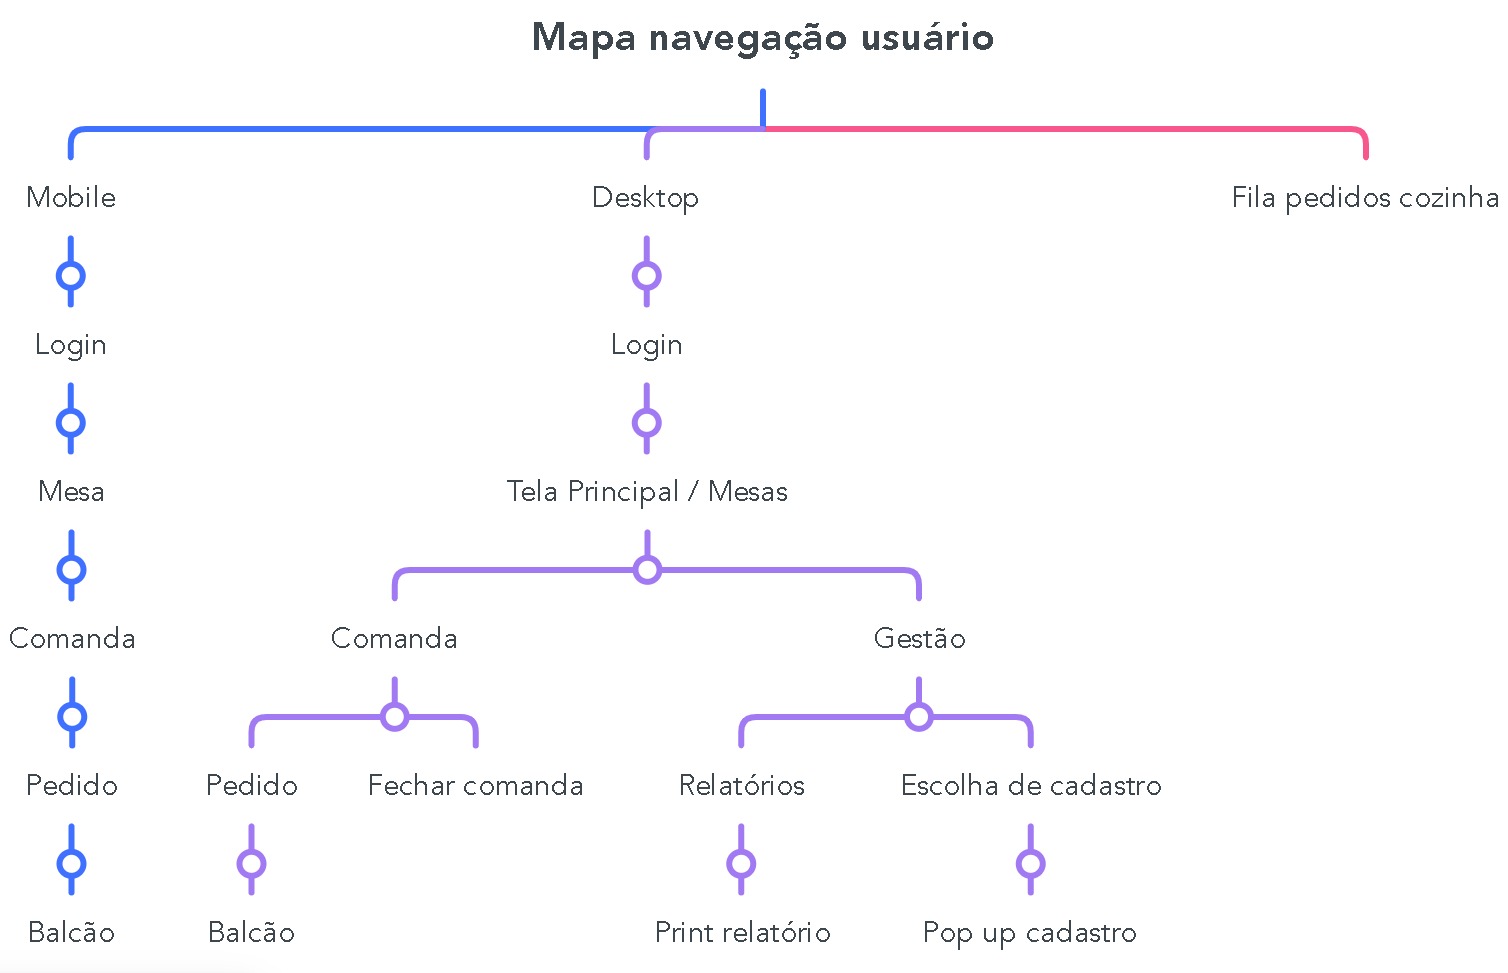 Mapa navegação usuário
Mobile
Desktop
Fila pedidos cozinha
Login
Login
Mesa
Tela Principal / Mesas
Comanda
Comanda
Gestão
Pedido
Pedido
Fechar comanda
Relatórios
Escolha de cadastro
Balcão
Balcão
Print relatório
Pop up cadastro